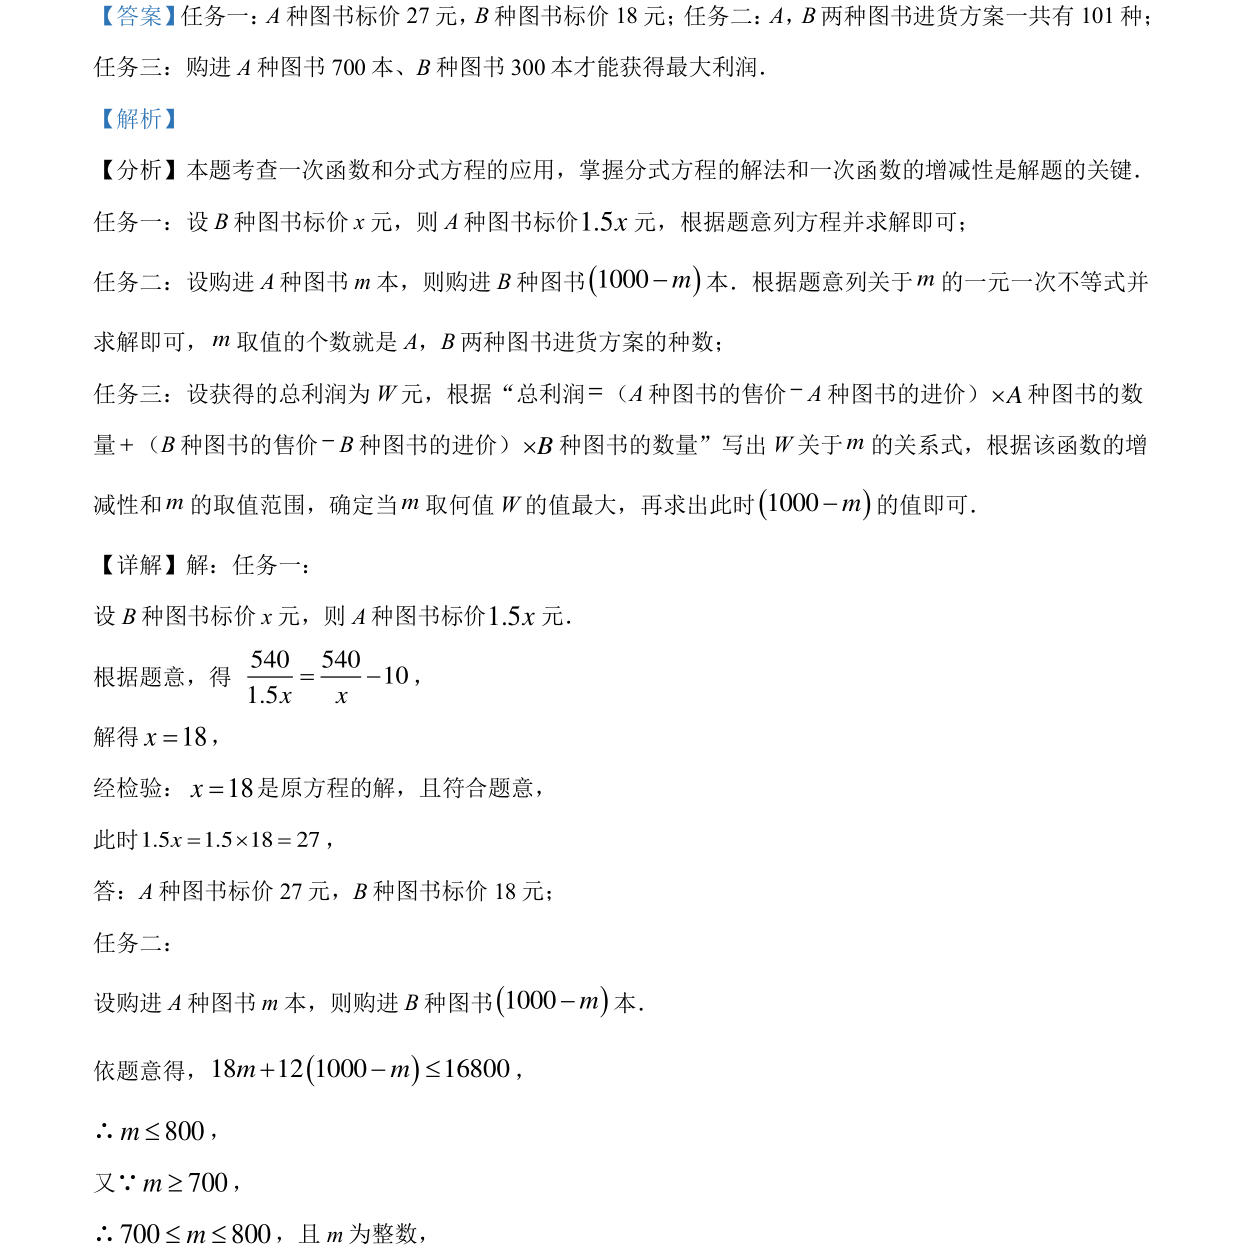 【答案】任务一：A 种图书标价 27 元，B 种图书标价 18 元；任务二：A，B 两种图书进货方案一共有 101 种；
任务三：购进 A 种图书 700 本、B 种图书 300 本才能获得最大利润．
【解析】
【分析】本题考查一次函数和分式方程的应用，掌握分式方程的解法和一次函数的增减性是解题的关键．
任务一：设 B 种图书标价 x 元，则 A 种图书标价1.5x 元，根据题意列方程并求解即可；
任务二：设购进 A 种图书 m 本，则购进 B 种图书(1000−m)本．根据题意列关于 m 的一元一次不等式并
求解即可，m 取值的个数就是 A，B 两种图书进货方案的种数；
任务三：设获得的总利润为 W 元，根据“总利润＝（A 种图书的售价−A 种图书的进价）×A 种图书的数
量+（B 种图书的售价−B 种图书的进价）×B 种图书的数量”写出 W 关于 m 的关系式，根据该函数的增
减性和 m 的取值范围，确定当 m 取何值 W 的值最大，再求出此时(1000−m)的值即可．
【详解】解：任务一：
设 B 种图书标价 x 元，则 A 种图书标价1.5x 元．
根据题意，得 540/1.5x = 540/x −10，
解得 x=18，
经检验：x=18是原方程的解，且符合题意，
此时1.5x=1.5×18=27，
答：A 种图书标价 27 元，B 种图书标价 18 元；
任务二：
设购进 A 种图书 m 本，则购进 B 种图书(1000−m)本．
依题意得，18m+12(1000−m)≤16800，
∴m≤800，
又∵m≥700，
∴700≤m≤800，且 m 为整数，